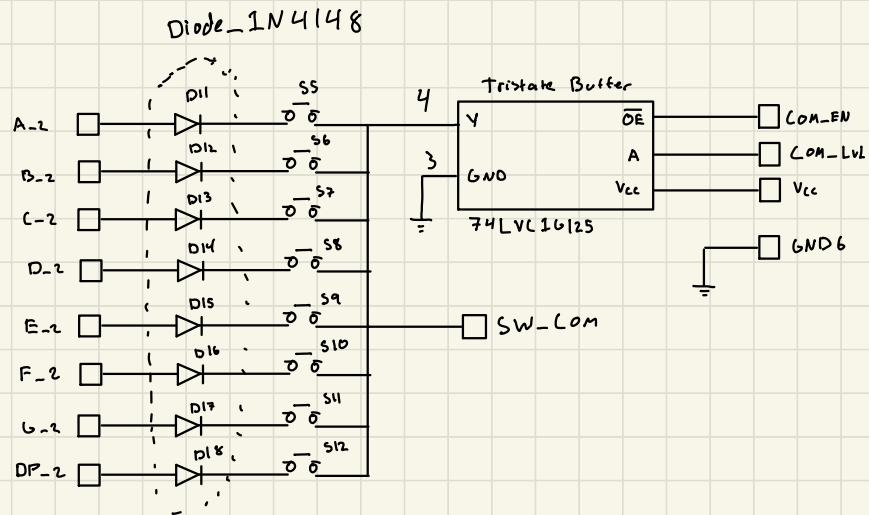 Diode_1N4148
D11
S5
A_2
D12
S6
B_2
D13
S7
C_2
D14
S8
D_2
D15
S9
E_2
D16
S10
F_2
D17
S11
G_2
D18
S12
DP_2
4
3
Tristate Buffer
Y
GND
OE
A
Vcc
74LVC1G125
COM_EN
COM_LVL
Vcc
GND6
SW_COM